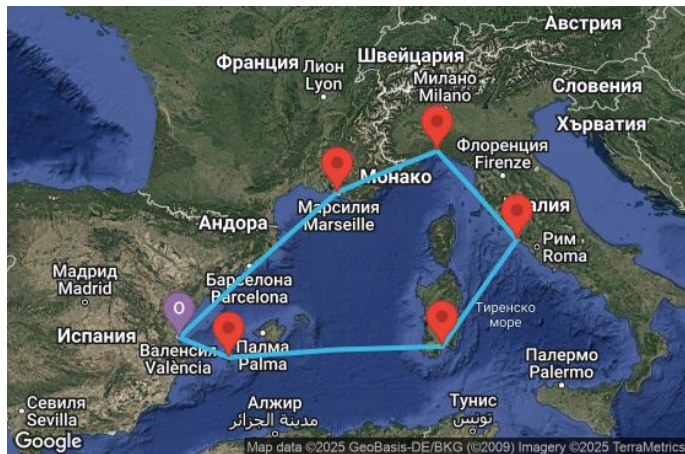 Австрия
Франция
Лион
Lyon
Швейцария
Милано
Milano
Словения
Хърватия
Флоренция
Firenze
Монако
Марсилия
Marseille
Андора
Рим
Roma
Барселона
Barcelona
Мадрид
Madrid
O
Тиренско
море
Испания
Валенсия
València
Палма
Palma
Палермо
Palermo
Севиля
Sevilla
Алжир
مدينة الجزائر
Тунис
تونس
Google
Map data ©2025 GeoBasis-DE/BKG (©2009) Imagery ©2025 TerraMetrics